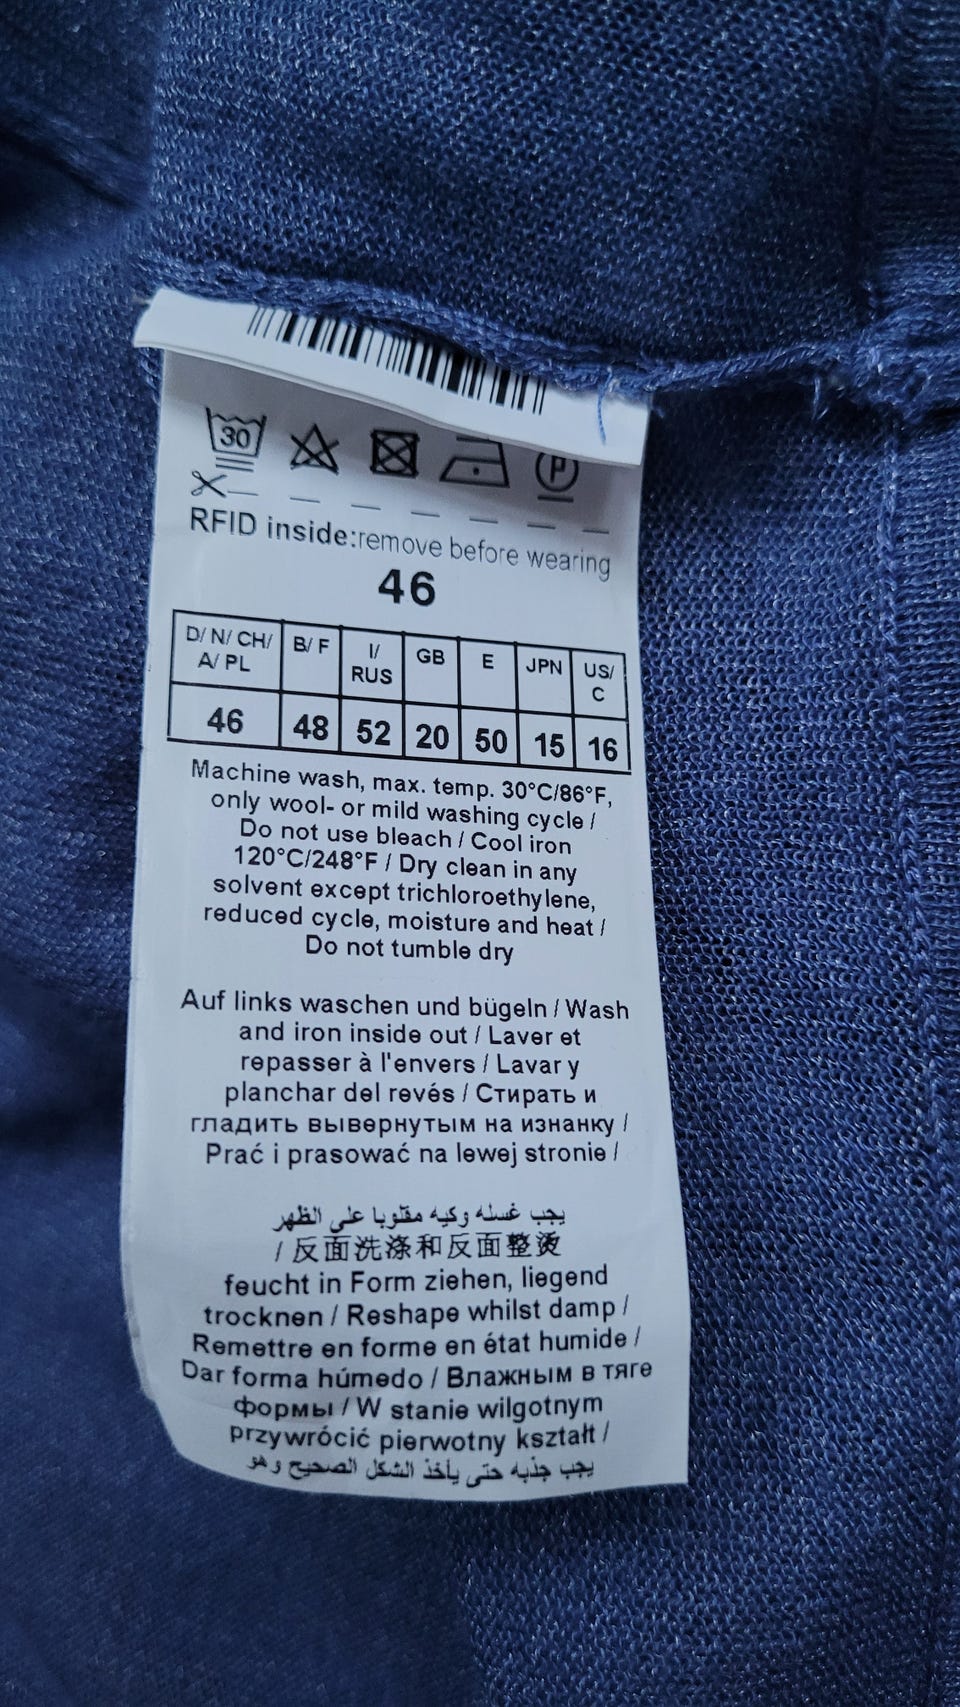 30
P
RFID inside:remove before wearing
46
D/ N/ CH/ A/ PL B/ F I/ RUS GB E JPN US/ C
46 48 52 20 50 15 16
Machine wash, max. temp. 30°C/86°F,
only wool- or mild washing cycle /
Do not use bleach / Cool iron
120°C/248°F / Dry clean in any
solvent except trichloroethylene,
reduced cycle, moisture and heat /
Do not tumble dry
Auf links waschen und bügeln / Wash
and iron inside out / Laver et
repasser à l'envers / Lavar y
planchar del revés / Стирать и
гладить вывернутым на изнанку /
Prać i prasować na lewej stronie /
يجب غسله وكيه مقلوبا على الظهر
/ 反面洗涤和反面整烫
feucht in Form ziehen, liegend
trocknen / Reshape whilst damp /
Remettre en forme en état humide /
Dar forma húmedo / Влажным в тяге
формы / W stanie wilgotnym
przywrócić pierwotny kształt /
يجب جذبه حتى يأخذ الشكل الصحيح وهو